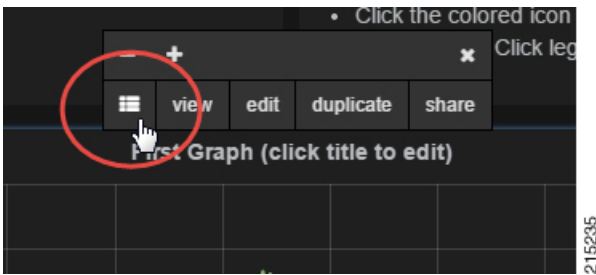 • Click the colored icon
Click leg
view edit duplicate share
First Graph (click title to edit)
215235